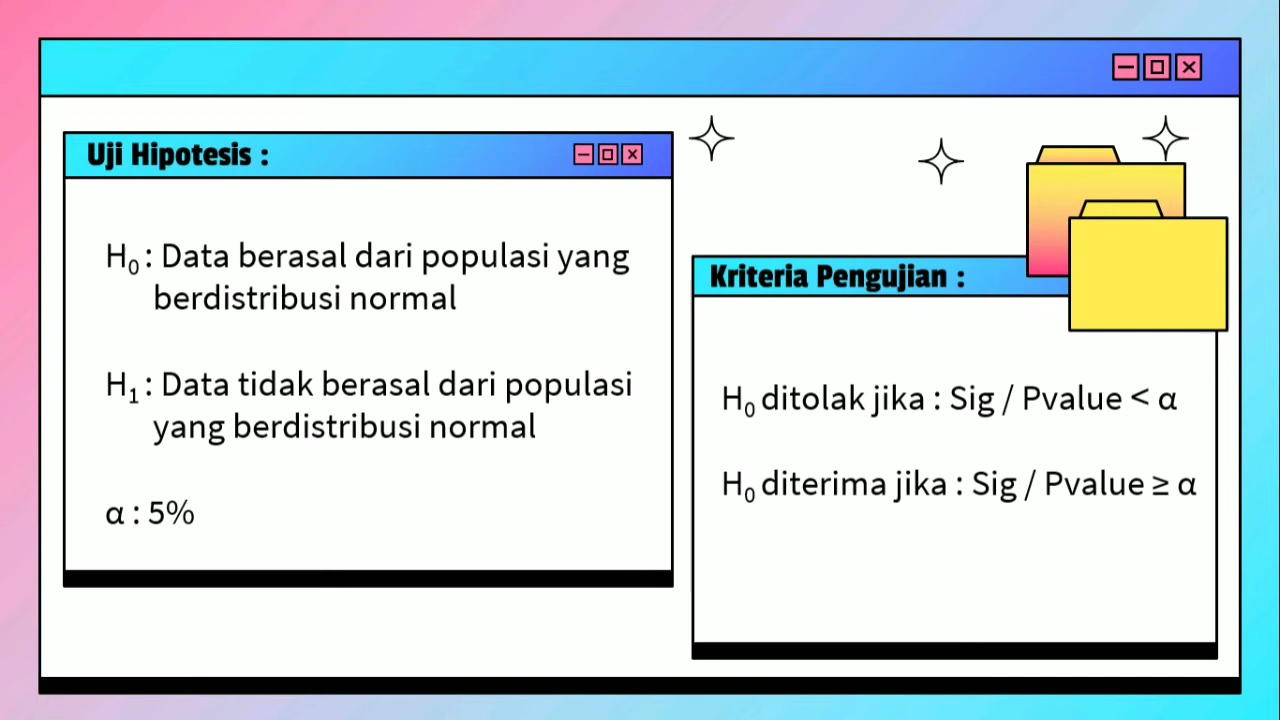 Uji Hipotesis :
H₀ : Data berasal dari populasi yang
berdistribusi normal
H₁ : Data tidak berasal dari populasi
yang berdistribusi normal
α : 5%
Kriteria Pengujian :
H₀ ditolak jika : Sig / Pvalue < α
H₀ diterima jika : Sig / Pvalue ≥ α